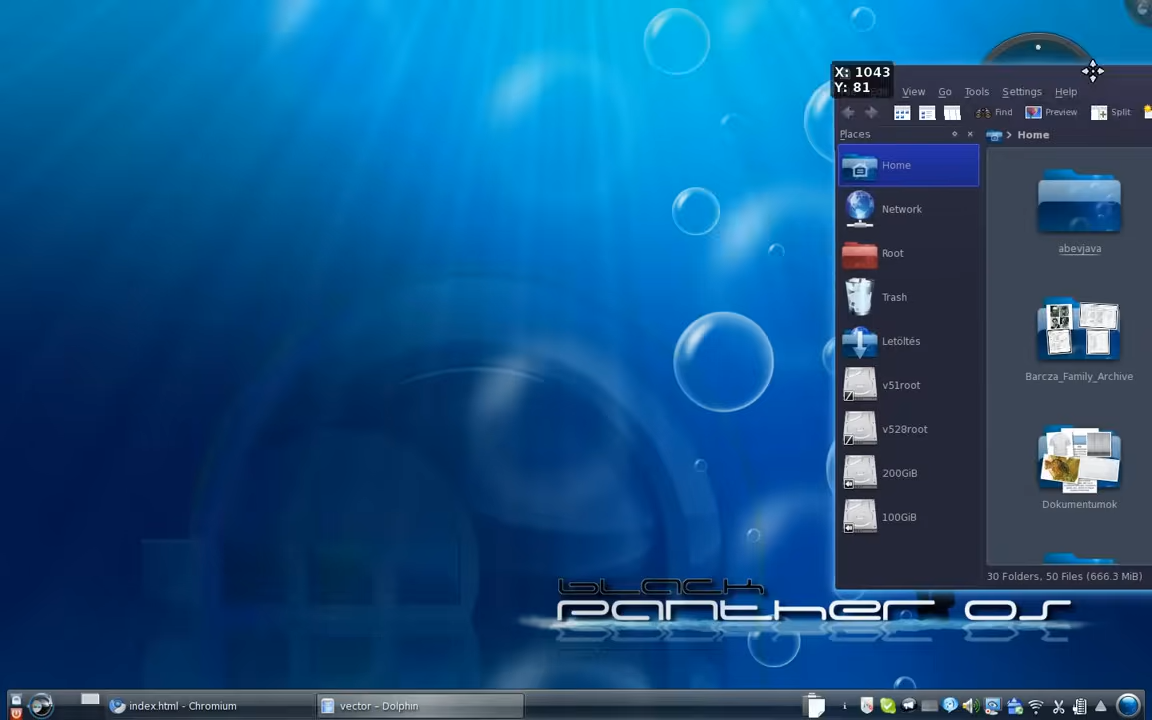 X: 1043
Y: 81
View Go Tools Settings Help
Find Preview Split
Places
Home
Home
Network
Root
Trash
Letöltés
v51root
v528root
200GiB
100GiB
abevjava
Barcza_Family_Archive
Dokumentumok
30 Folders, 50 Files (666.3 MiB)
black
panther os
index.html - Chromium
vector – Dolphin